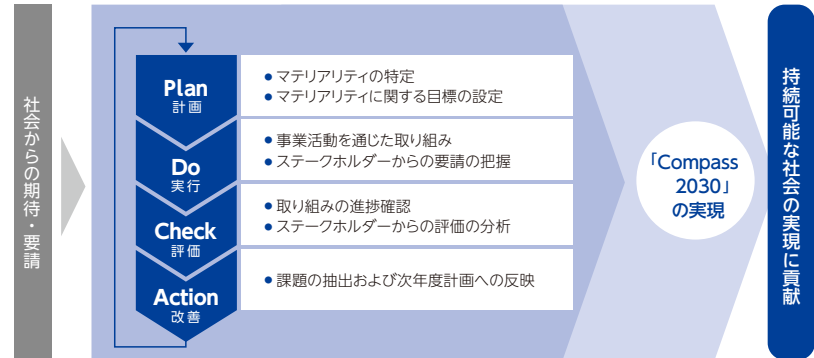 社会からの期待・要請
Plan
計画
● マテリアリティの特定
● マテリアリティに関する目標の設定
Do
実行
● 事業活動を通じた取り組み
● ステークホルダーからの要請の把握
Check
評価
● 取り組みの進捗確認
● ステークホルダーからの評価の分析
Action
改善
● 課題の抽出および次年度計画への反映
「Compass
2030」
の実現
持続可能な社会の実現に貢献